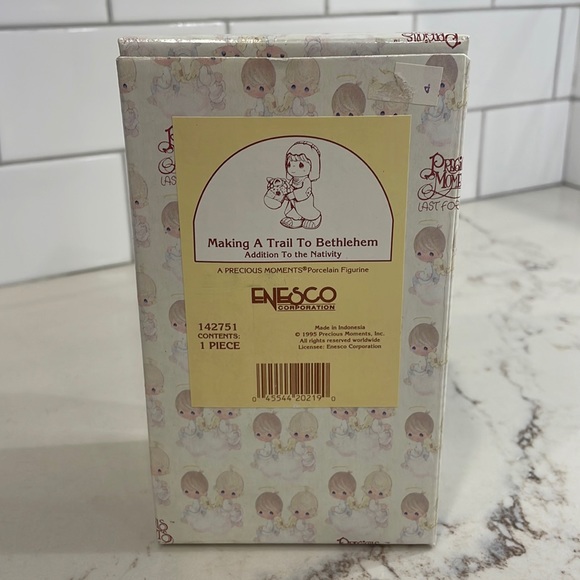 Making A Trail To Bethlehem
Addition To the Nativity
A PRECIOUS MOMENTS® Porcelain Figurine
ENESCO
CORPORATION
142751
CONTENTS:
1 PIECE
Made in Indonesia
© 1995 Precious Moments, Inc.
All rights reserved worldwide
Licensee: Enesco Corporation
0 45544 20219 0